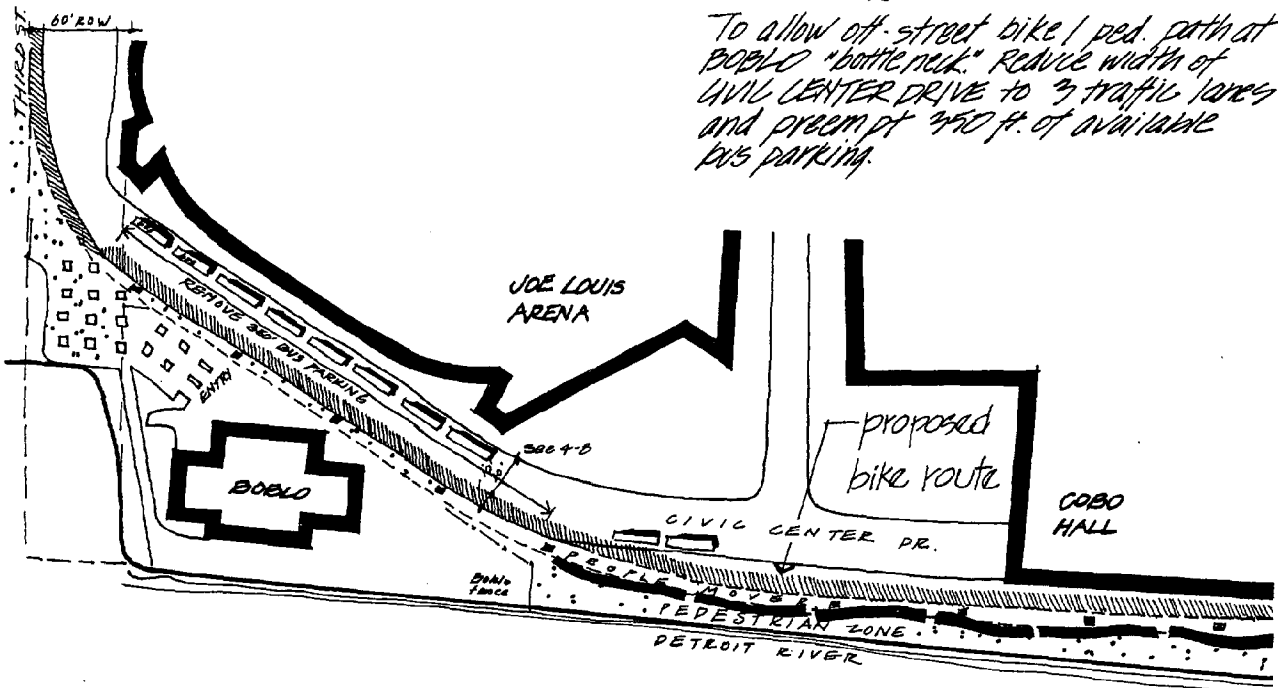 To allow off-street bike / ped. path at
BOBLO "bottleneck." Reduce width of
CIVIC CENTER DRIVE to 3 traffic lanes
and preempt 350 ft. of available
bus parking.
60' ROW
THIRD ST.
JOE LOUIS
ARENA
REMOVE 350' BUS PARKING
ENTRY
BOBLO
see 4-8
proposed
bike route
COBO
HALL
CIVIC CENTER DR.
Boblo
fence
PEOPLE MOVER
PEDESTRIAN ZONE
DETROIT RIVER